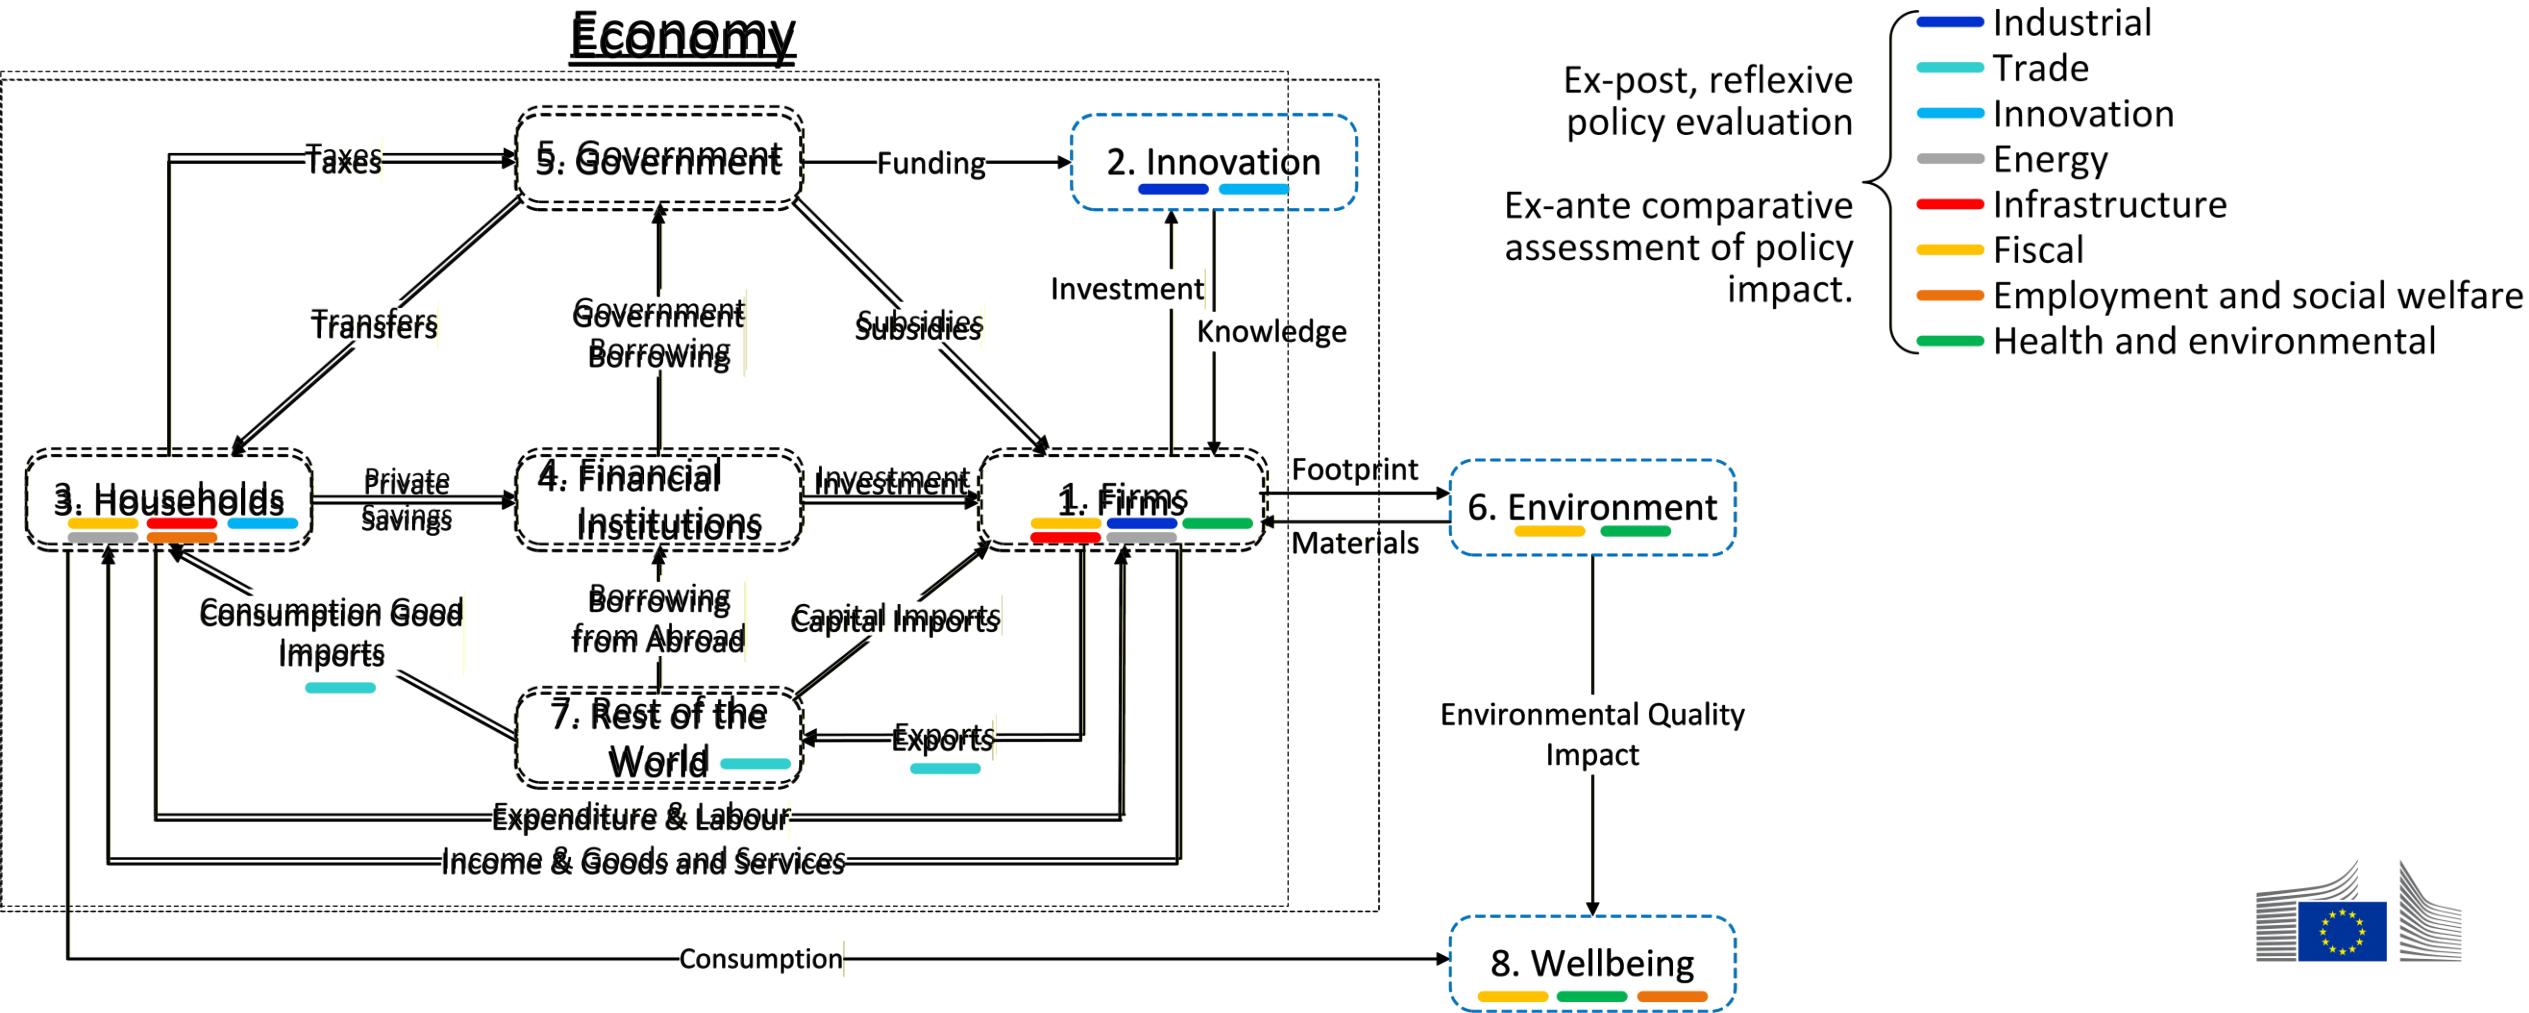 Economy
Taxes
5. Government
Funding
2. Innovation
Transfers
Government
Borrowing
Subsidies
Investment
Knowledge
3. Households
Private
Savings
4. Financial
Institutions
Investment
1. Firms
Footprint
Materials
6. Environment
Consumption Good
Imports
Borrowing
from Abroad
Capital Imports
7. Rest of the
World
Exports
Expenditure & Labour
Income & Goods and Services
Environmental Quality
Impact
Consumption
8. Wellbeing
Ex-post, reflexive
policy evaluation
Ex-ante comparative
assessment of policy
impact.
Industrial
Trade
Innovation
Energy
Infrastructure
Fiscal
Employment and social welfare
Health and environmental